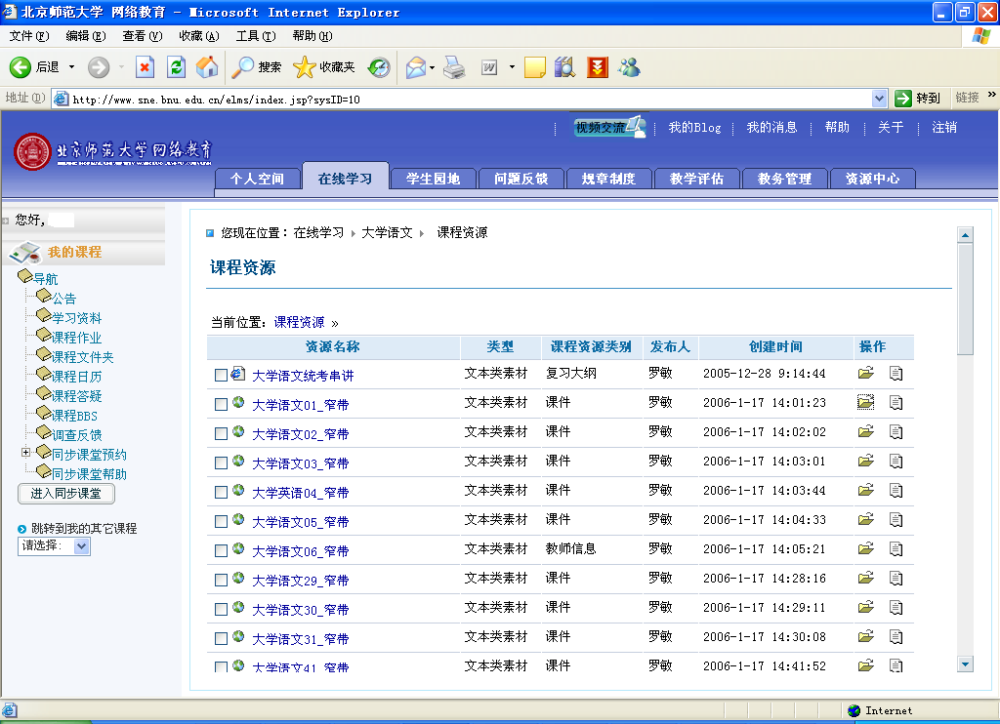 北京师范大学 网络教育 - Microsoft Internet Explorer
文件(F) 编辑(E) 查看(V) 收藏(A) 工具(T) 帮助(H)
后退 搜索 收藏夹
地址(D) http://www.sne.bnu.edu.cn/elms/index.jsp?sysID=10 转到 链接 »
视频交流 | 我的Blog | 我的消息 | 帮助 | 关于 | 注销
北京师范大学网络教育
个人空间 在线学习 学生园地 问题反馈 规章制度 教学评估 教务管理 资源中心
您好,
我的课程
导航
公告
学习资料
课程作业
课程文件夹
课程日历
课程答疑
课程BBS
调查反馈
同步课堂预约
同步课堂帮助
进入同步课堂
跳转到我的其它课程
请选择:
您现在位置: 在线学习 大学语文 课程资源
课程资源
当前位置: 课程资源 »
资源名称 类型 课程资源类别 发布人 创建时间 操作
大学语文统考串讲 文本类素材 复习大纲 罗敏 2005-12-28 9:14:44
大学语文01_窄带 文本类素材 课件 罗敏 2006-1-17 14:01:23
大学语文02_窄带 文本类素材 课件 罗敏 2006-1-17 14:02:02
大学语文03_窄带 文本类素材 课件 罗敏 2006-1-17 14:03:01
大学英语04_窄带 文本类素材 课件 罗敏 2006-1-17 14:03:44
大学语文05_窄带 文本类素材 课件 罗敏 2006-1-17 14:04:33
大学语文06_窄带 文本类素材 教师信息 罗敏 2006-1-17 14:05:21
大学语文29_窄带 文本类素材 课件 罗敏 2006-1-17 14:28:16
大学语文30_窄带 文本类素材 课件 罗敏 2006-1-17 14:29:11
大学语文31_窄带 文本类素材 课件 罗敏 2006-1-17 14:30:08
大学语文41_窄带 文本类素材 课件 罗敏 2006-1-17 14:41:52
Internet